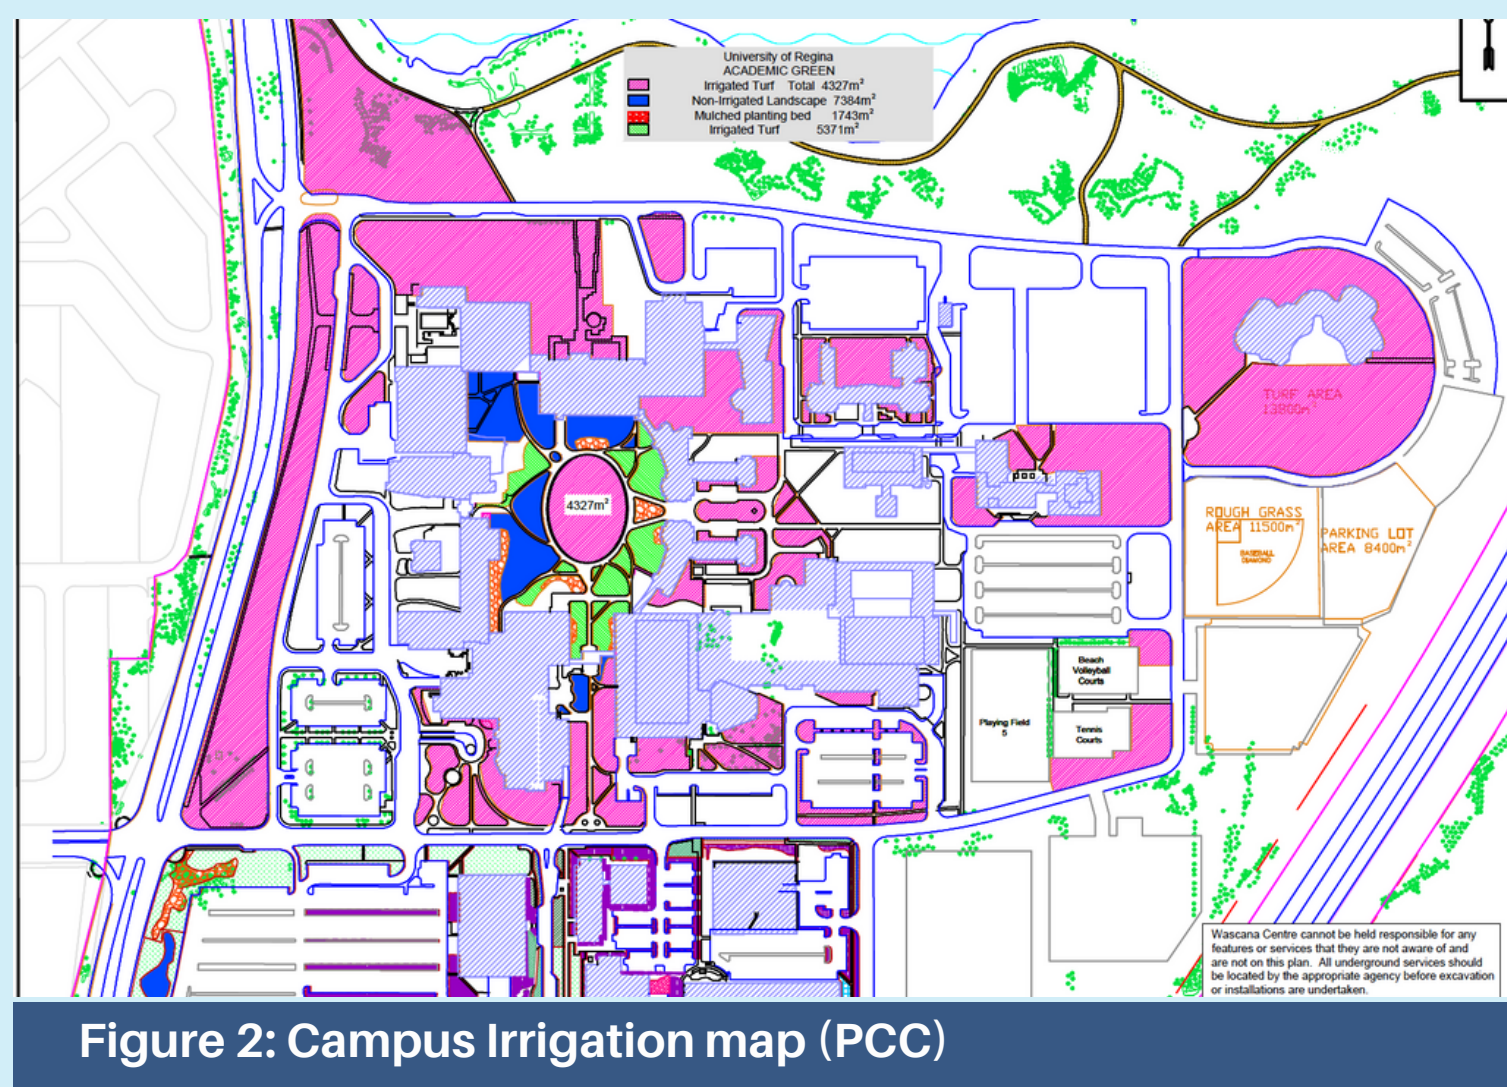 University of Regina
ACADEMIC GREEN
Irrigated Turf Total 4327m²
Non-Irrigated Landscape 7384m²
Mulched planting bed 1743m²
Irrigated Turf 5371m²
TURF AREA
13800m²
4327m²
ROUGH GRASS
AREA 11500m²
BASEBALL
DIAMOND
PARKING LOT
AREA 8400m²
Beach
Volleyball
Courts
Playing Field
5
Tennis
Courts
Wascana Centre cannot be held responsible for any
features or services that they are not aware of and
are not on this plan. All underground services should
be located by the appropriate agency before excavation
or installations are undertaken.
Figure 2: Campus Irrigation map (PCC)